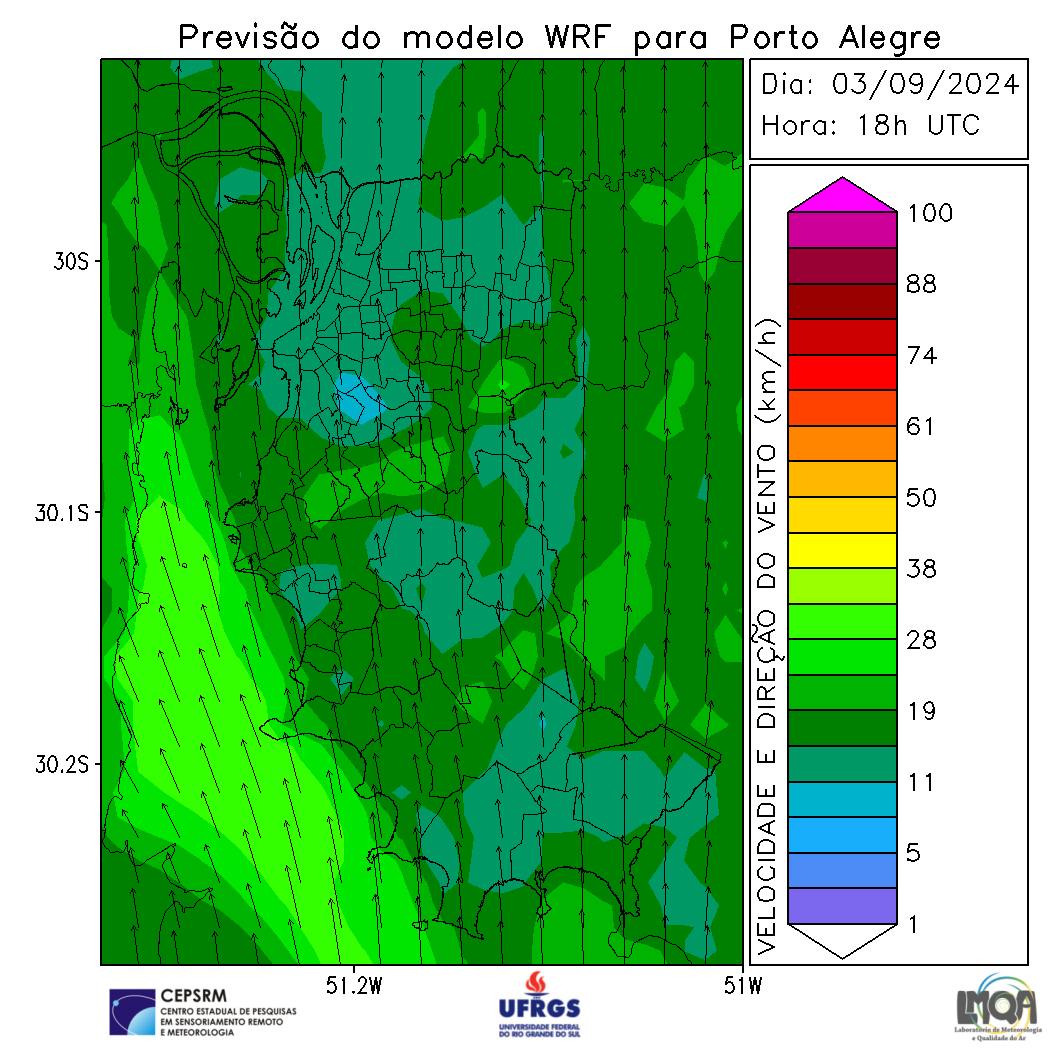 Previsão do modelo WRF para Porto Alegre
Dia: 03/09/2024
Hora: 18h UTC
30S
30.1S
30.2S
51.2W
51W
VELOCIDADE E DIREÇÃO DO VENTO (km/h)
100
88
74
61
50
38
28
19
11
5
1
CEPSRM
CENTRO ESTADUAL DE PESQUISAS
EM SENSORIAMENTO REMOTO
E METEOROLOGIA
UFRGS
UNIVERSIDADE FEDERAL
DO RIO GRANDE DO SUL
LMQA
Laboratório de Meteorologia
e Qualidade do Ar